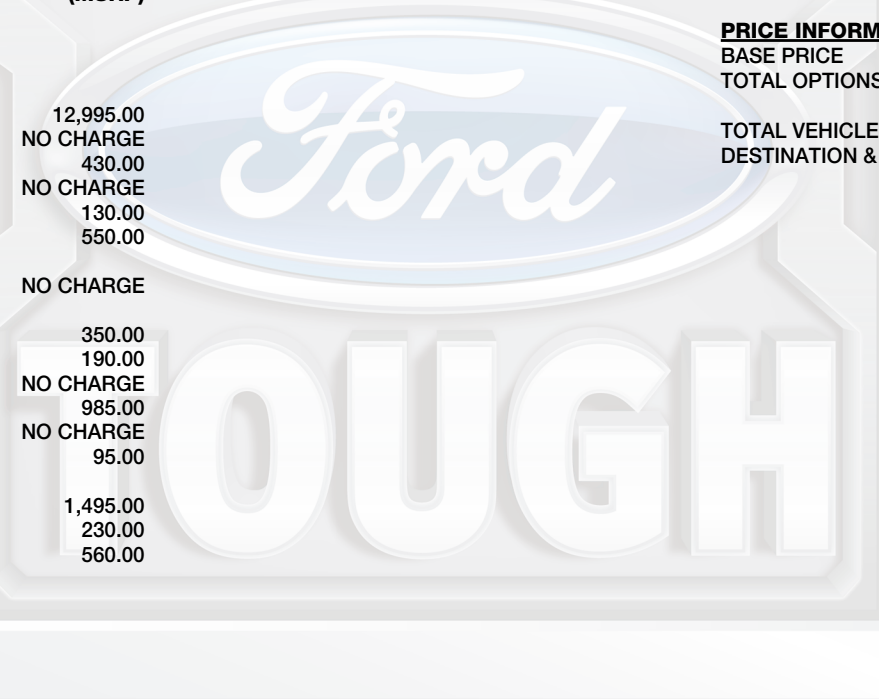 PRICE INFORM
BASE PRICE
TOTAL OPTIONS
TOTAL VEHICLE
DESTINATION &
12,995.00
NO CHARGE
430.00
NO CHARGE
130.00
550.00
NO CHARGE
350.00
190.00
NO CHARGE
985.00
NO CHARGE
95.00
1,495.00
230.00
560.00
Ford
TOUGH